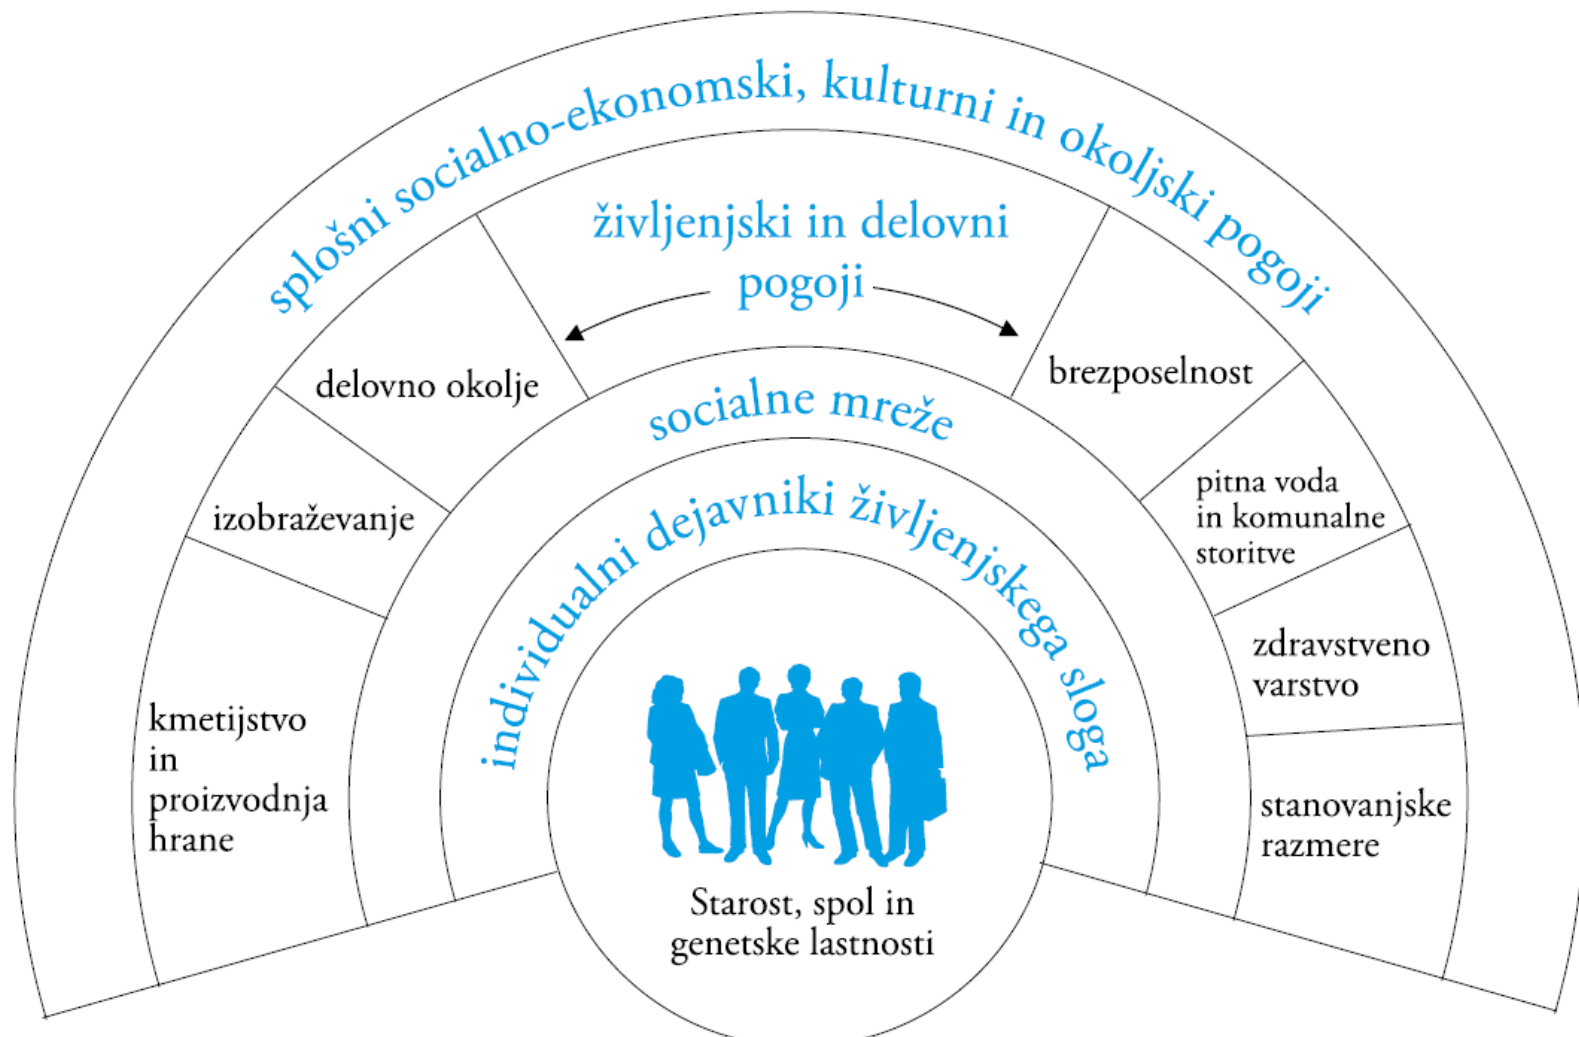 splošni socialno-ekonomski, kulturni in okoljski pogoji
življenjski in delovni
pogoji
delovno okolje
brezposelnost
socialne mreže
izobraževanje
pitna voda
in komunalne
storitve
individualni dejavniki življenjskega sloga
zdravstveno
varstvo
kmetijstvo
in
proizvodnja
hrane
stanovanjske
razmere
Starost, spol in
genetske lastnosti